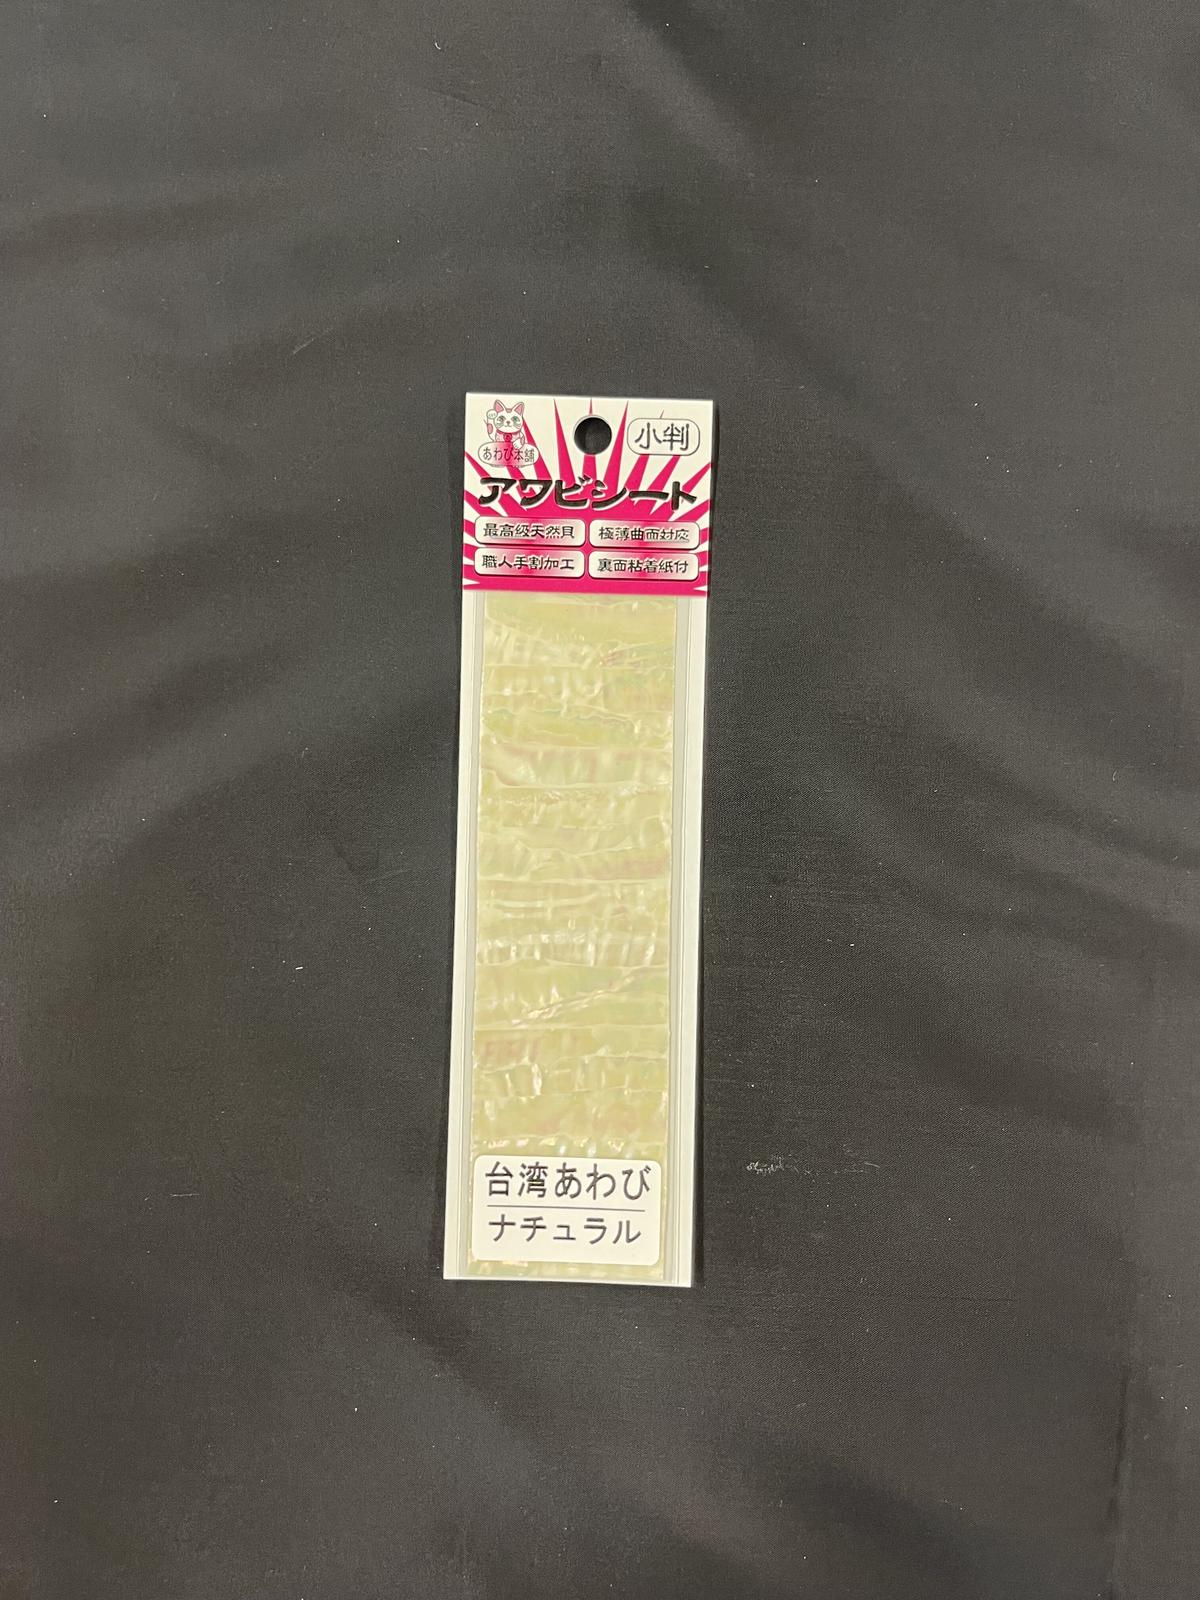 あわび本舗
小判
アワビシート
最高級天然貝
極薄曲面対応
職人手割加工
裏面粘着紙付
台湾あわび
ナチュラル